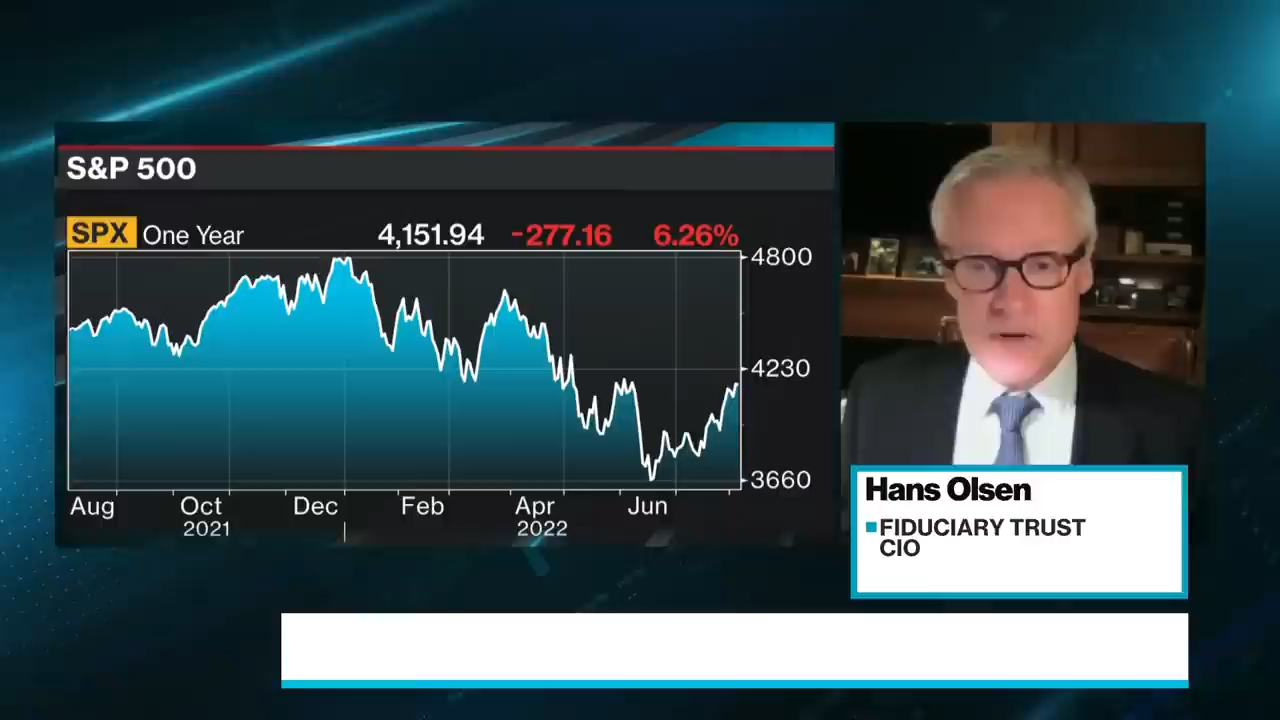 S&P 500
SPX One Year 4,151.94 -277.16 6.26%
4800
4230
3660
Aug Oct Dec Feb Apr Jun
2021 2022
Hans Olsen
FIDUCIARY TRUST
CIO